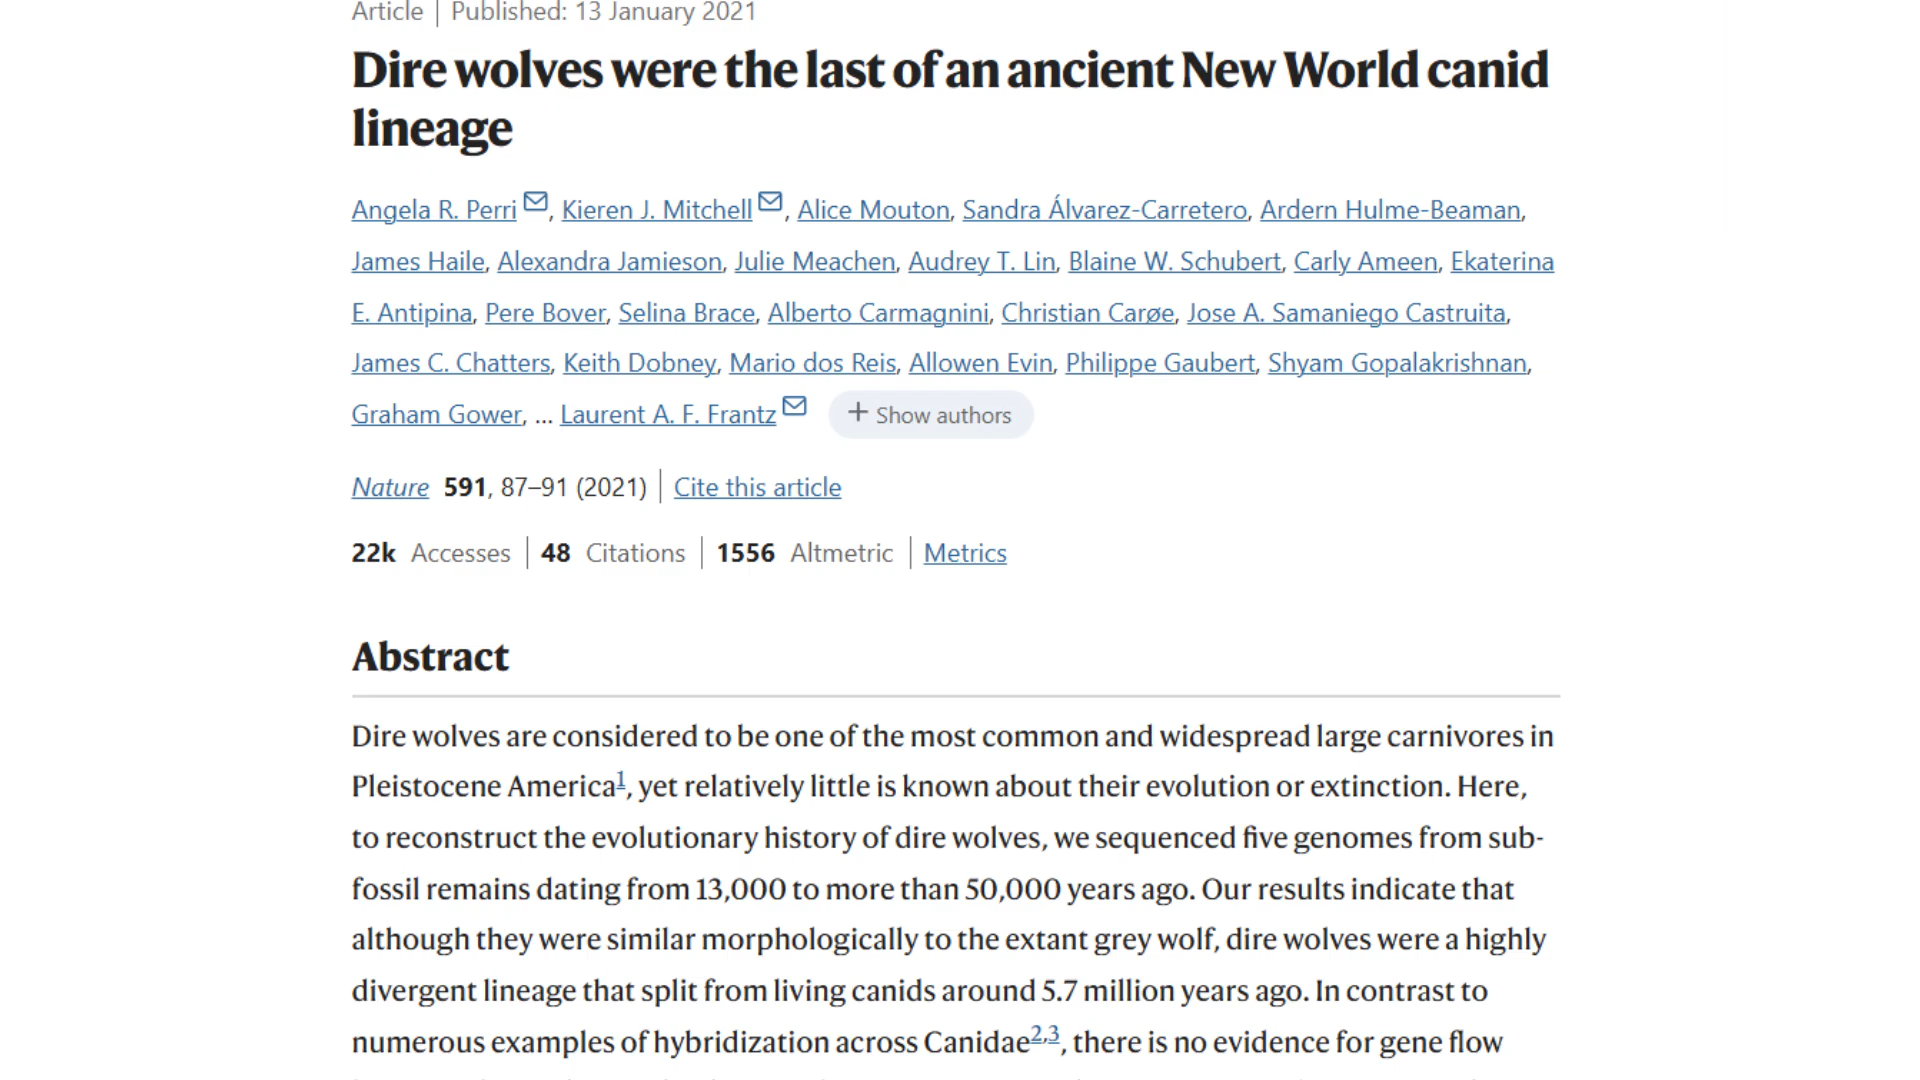 Article | Published: 13 January 2021
Dire wolves were the last of an ancient New World canid
lineage
Angela R. Perri, Kieren J. Mitchell, Alice Mouton, Sandra Álvarez-Carretero, Ardern Hulme-Beaman,
James Haile, Alexandra Jamieson, Julie Meachen, Audrey T. Lin, Blaine W. Schubert, Carly Ameen, Ekaterina
E. Antipina, Pere Bover, Selina Brace, Alberto Carmagnini, Christian Carøe, Jose A. Samaniego Castruita,
James C. Chatters, Keith Dobney, Mario dos Reis, Allowen Evin, Philippe Gaubert, Shyam Gopalakrishnan,
Graham Gower, ... Laurent A. F. Frantz + Show authors
Nature 591, 87–91 (2021) | Cite this article
22k Accesses | 48 Citations | 1556 Altmetric | Metrics
Abstract
Dire wolves are considered to be one of the most common and widespread large carnivores in
Pleistocene America1, yet relatively little is known about their evolution or extinction. Here,
to reconstruct the evolutionary history of dire wolves, we sequenced five genomes from sub-
fossil remains dating from 13,000 to more than 50,000 years ago. Our results indicate that
although they were similar morphologically to the extant grey wolf, dire wolves were a highly
divergent lineage that split from living canids around 5.7 million years ago. In contrast to
numerous examples of hybridization across Canidae2,3, there is no evidence for gene flow